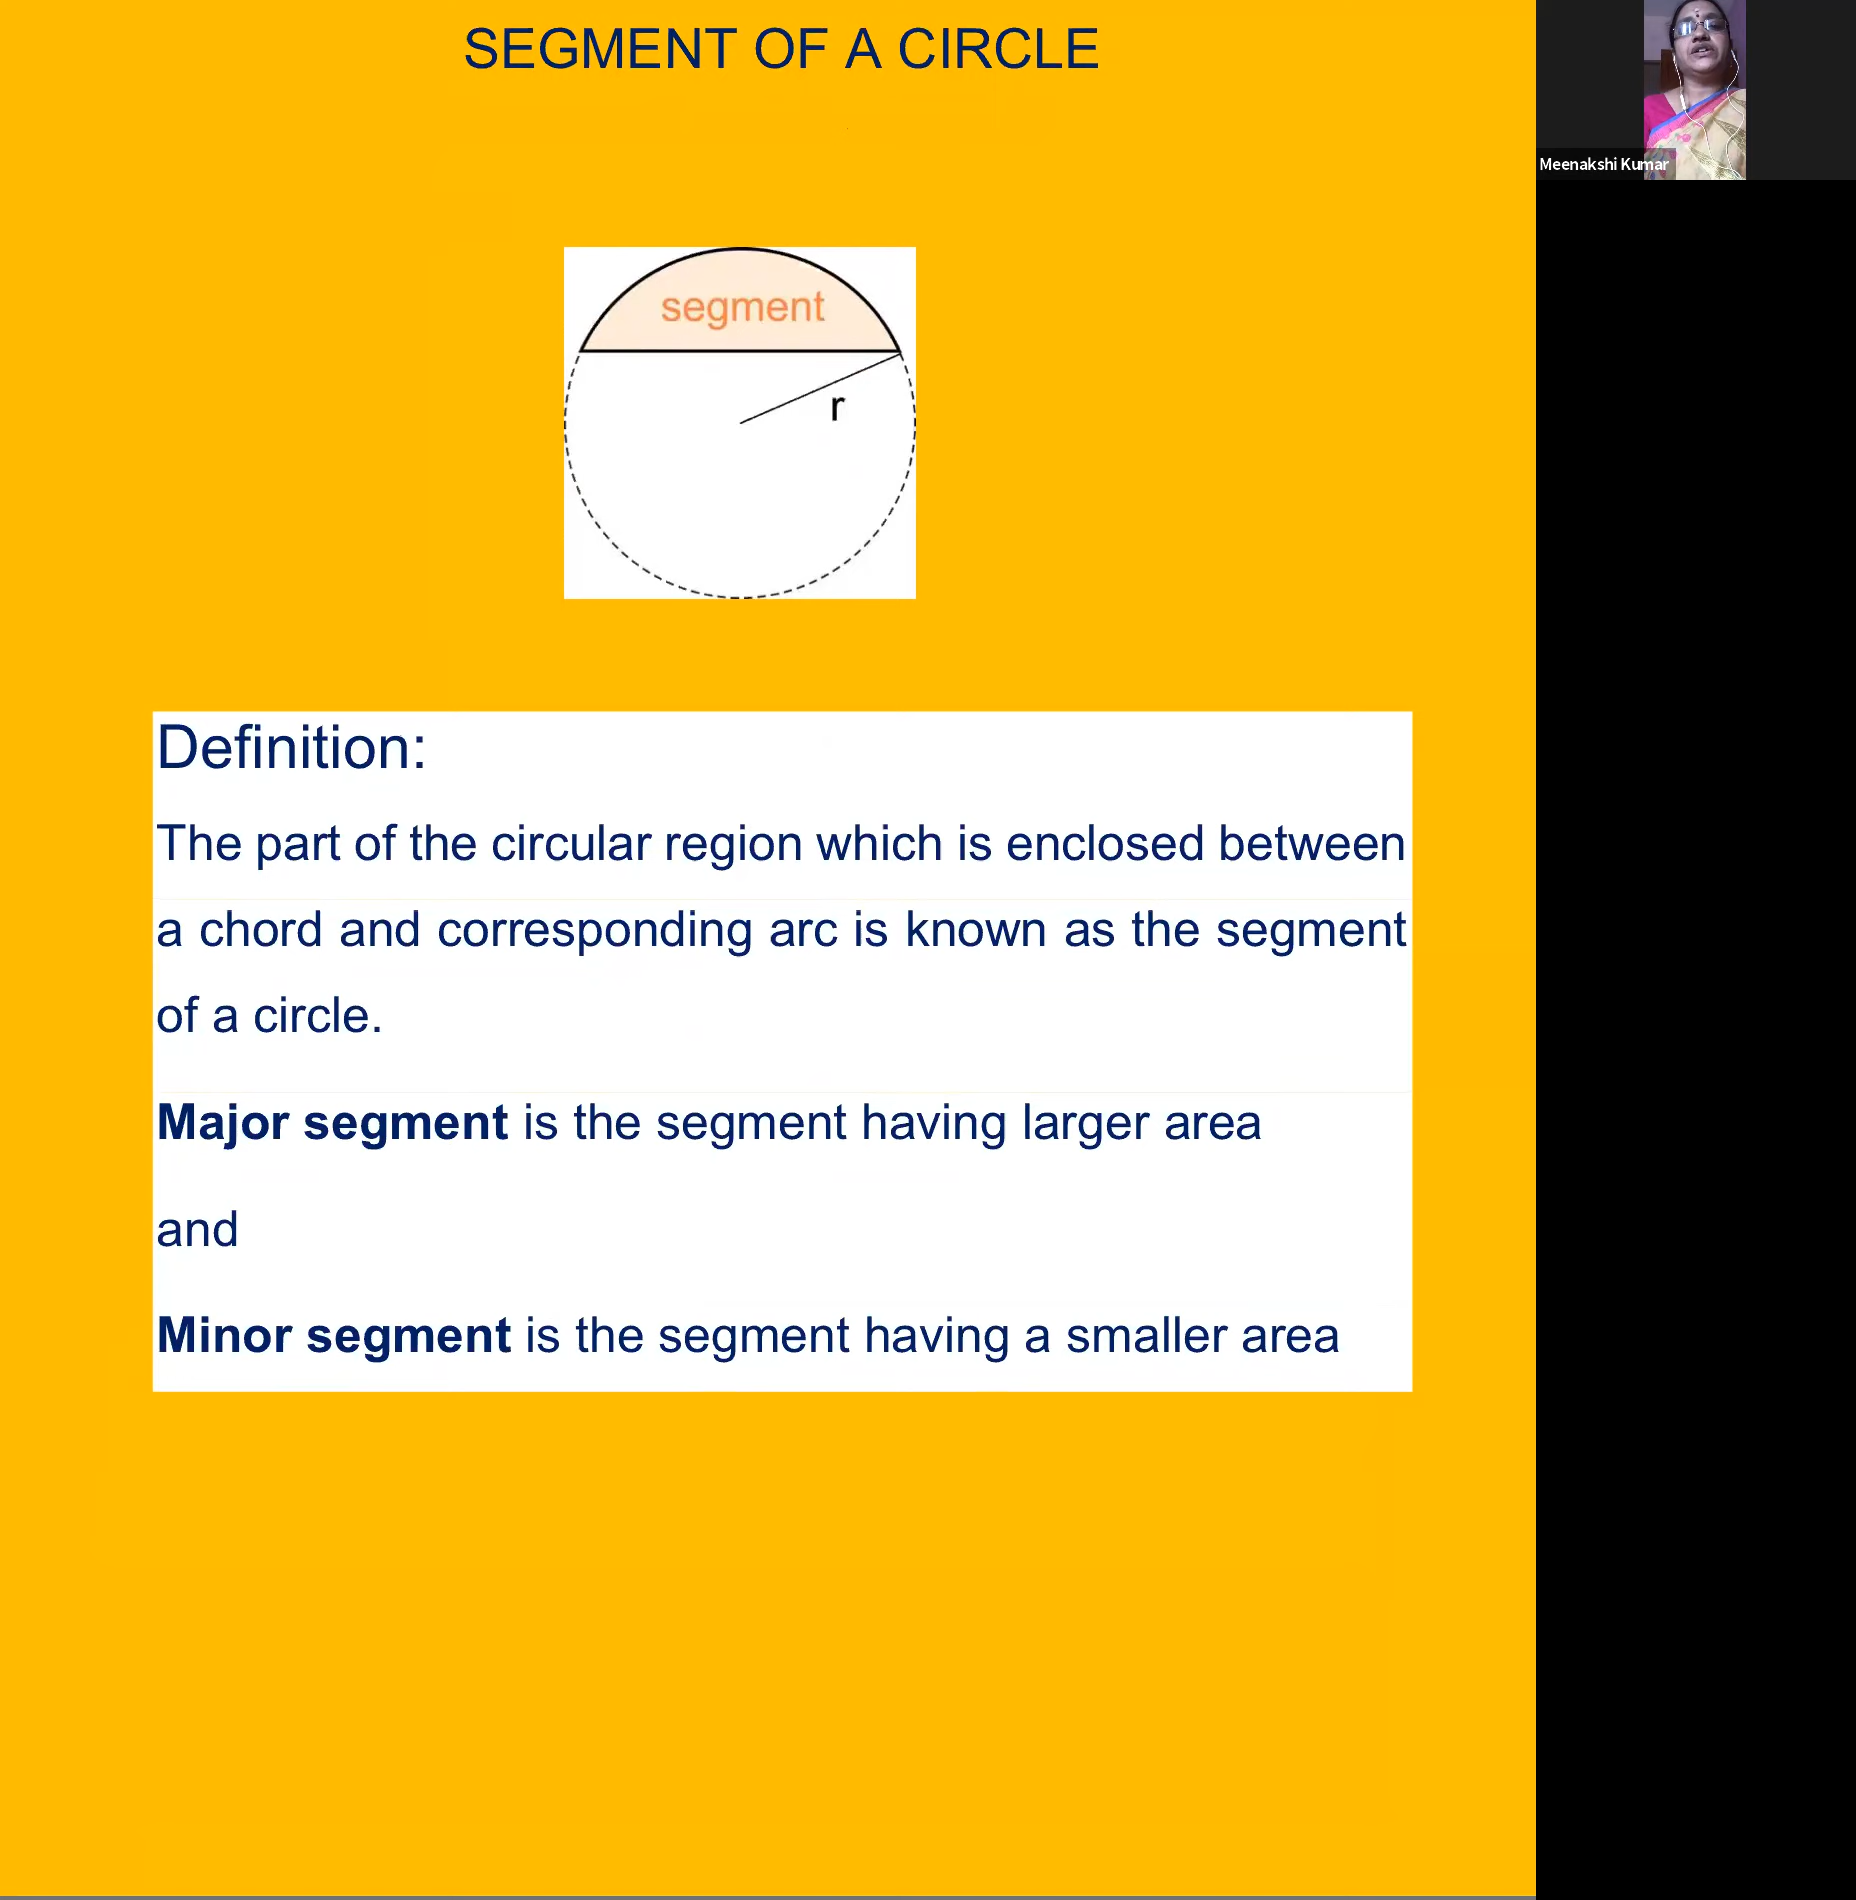 SEGMENT OF A CIRCLE
Meenakshi Kumar
segment
r
Definition:
The part of the circular region which is enclosed between
a chord and corresponding arc is known as the segment
of a circle.
Major segment is the segment having larger area
and
Minor segment is the segment having a smaller area